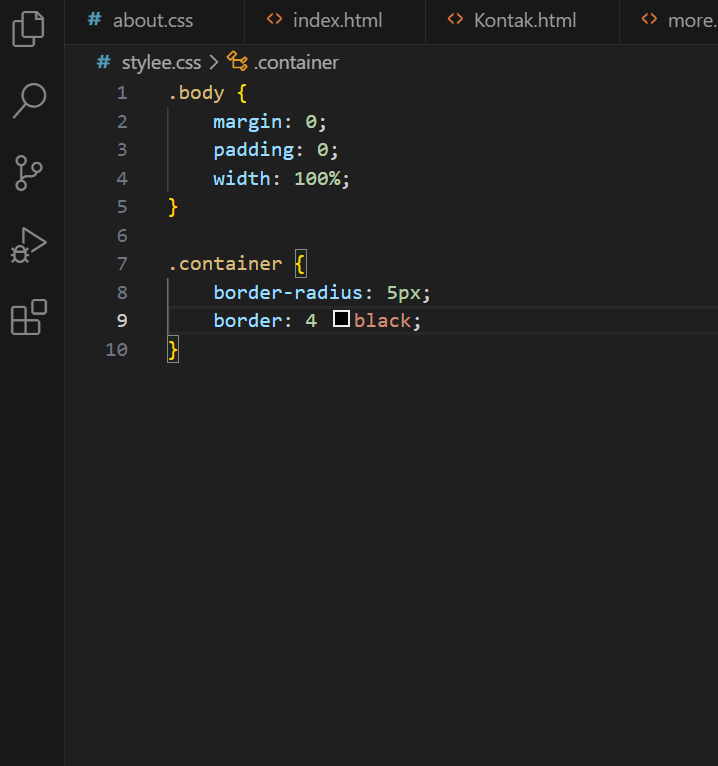 # about.css <> index.html <> Kontak.html <> more.
# stylee.css > .container
1 .body {
2 margin: 0;
3 padding: 0;
4 width: 100%;
5 }
6
7 .container {
8 border-radius: 5px;
9 border: 4 black;
10 }